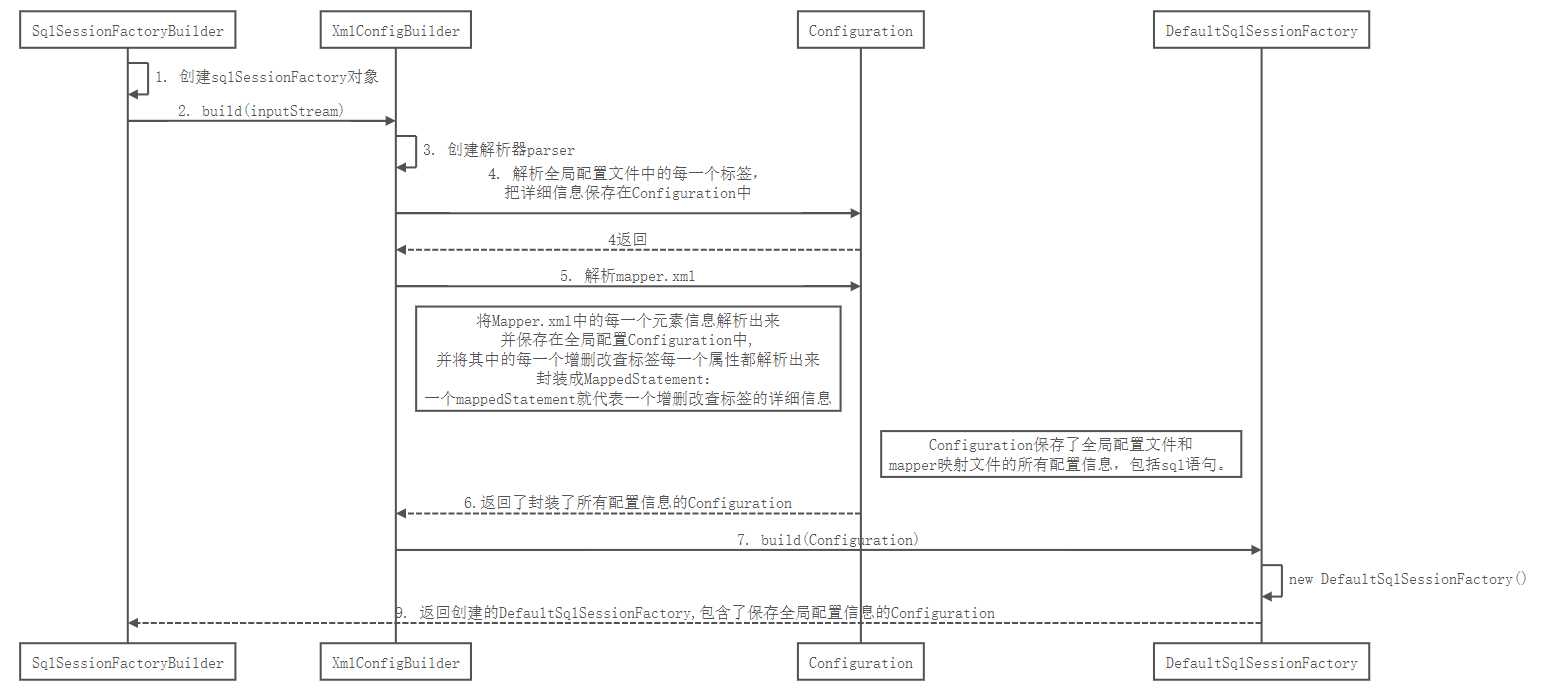 SqlSessionFactoryBuilder
XmlConfigBuilder
Configuration
DefaultSqlSessionFactory
1. 创建sqlSessionFactory对象
2. build(inputStream)
3. 创建解析器parser
4. 解析全局配置文件中的每一个标签，
把详细信息保存在Configuration中
4返回
5. 解析mapper.xml
将Mapper.xml中的每一个元素信息解析出来
并保存在全局配置Configuration中,
并将其中的每一个增删改查标签每一个属性都解析出来
封装成MappedStatement：
一个mappedStatement就代表一个增删改查标签的详细信息
Configuration保存了全局配置文件和
mapper映射文件的所有配置信息，包括sql语句。
6.返回了封装了所有配置信息的Configuration
7. build(Configuration)
new DefaultSqlSessionFactory()
9. 返回创建的DefaultSqlSessionFactory,包含了保存全局配置信息的Configuration
SqlSessionFactoryBuilder
XmlConfigBuilder
Configuration
DefaultSqlSessionFactory